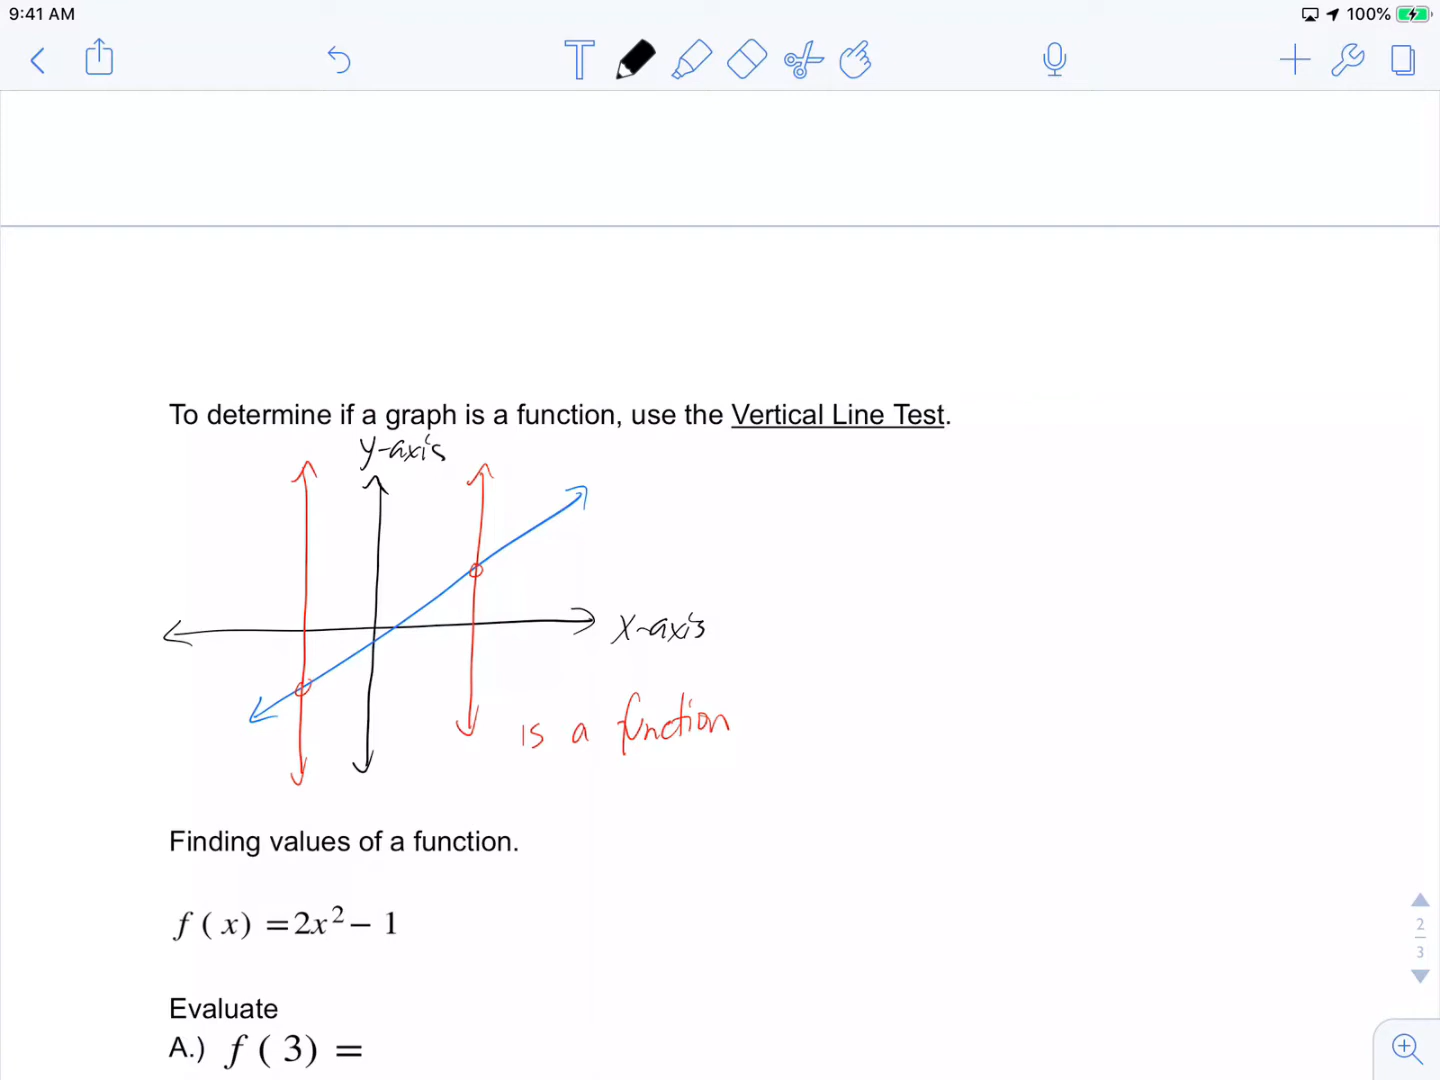 9:41 AM
100%
T
To determine if a graph is a function, use the Vertical Line Test.
y-axis
x-axis
is a function
Finding values of a function.
f ( x ) = 2x² – 1
2
3
Evaluate
A.) f ( 3 ) =